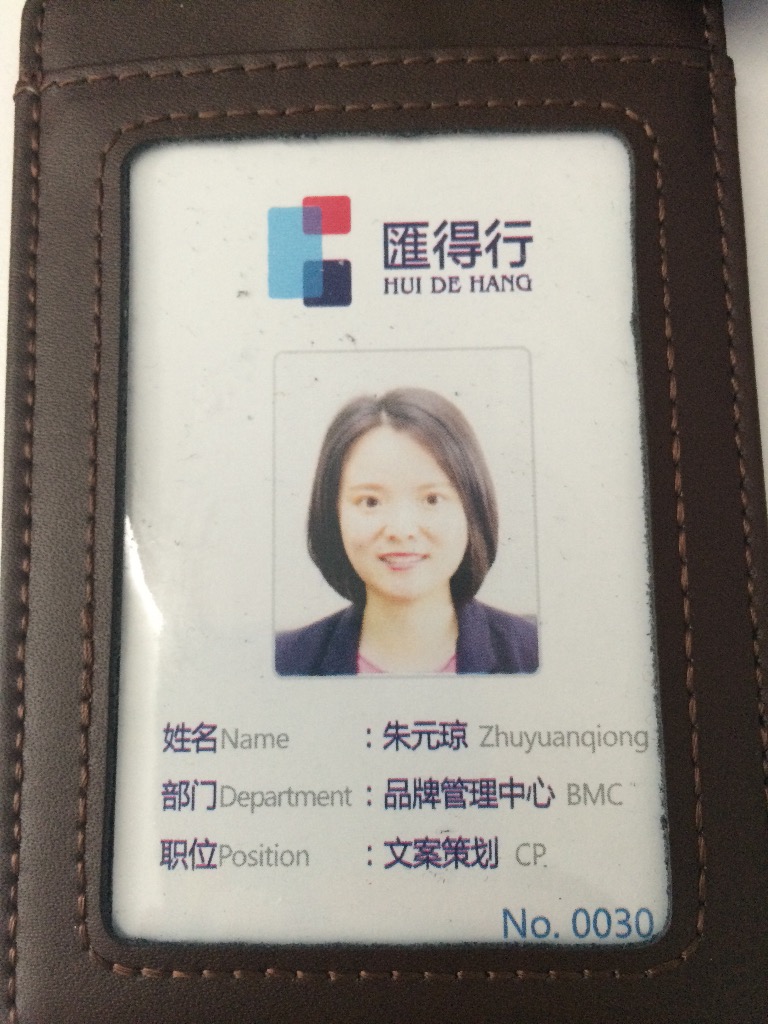 匯得行
HUI DE HANG
姓名Name : 朱元琼 Zhuyuanqiong
部门Department : 品牌管理中心 BMC
职位Position : 文案策划 CP
No. 0030